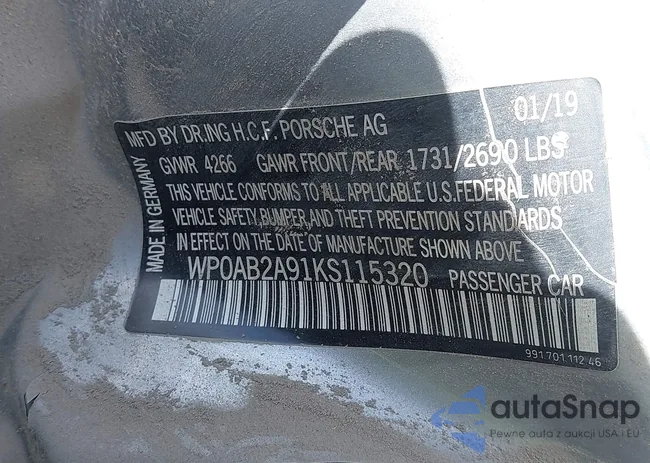 01/19
MFD BY DR.ING H.C.F. PORSCHE AG
GVWR 4266 GAWR FRONT/REAR 1731/2690 LBS
THIS VEHICLE CONFORMS TO ALL APPLICABLE U.S.FEDERAL MOTOR
VEHICLE SAFETY,BUMPER AND THEFT PREVENTION STANDARDS
IN EFFECT ON THE DATE OF MANUFACTURE SHOWN ABOVE
WP0AB2A91KS115320 PASSENGER CAR
MADE IN GERMANY
991.701.112 46
autaSnap
Pewne auta z aukcji USA i EU